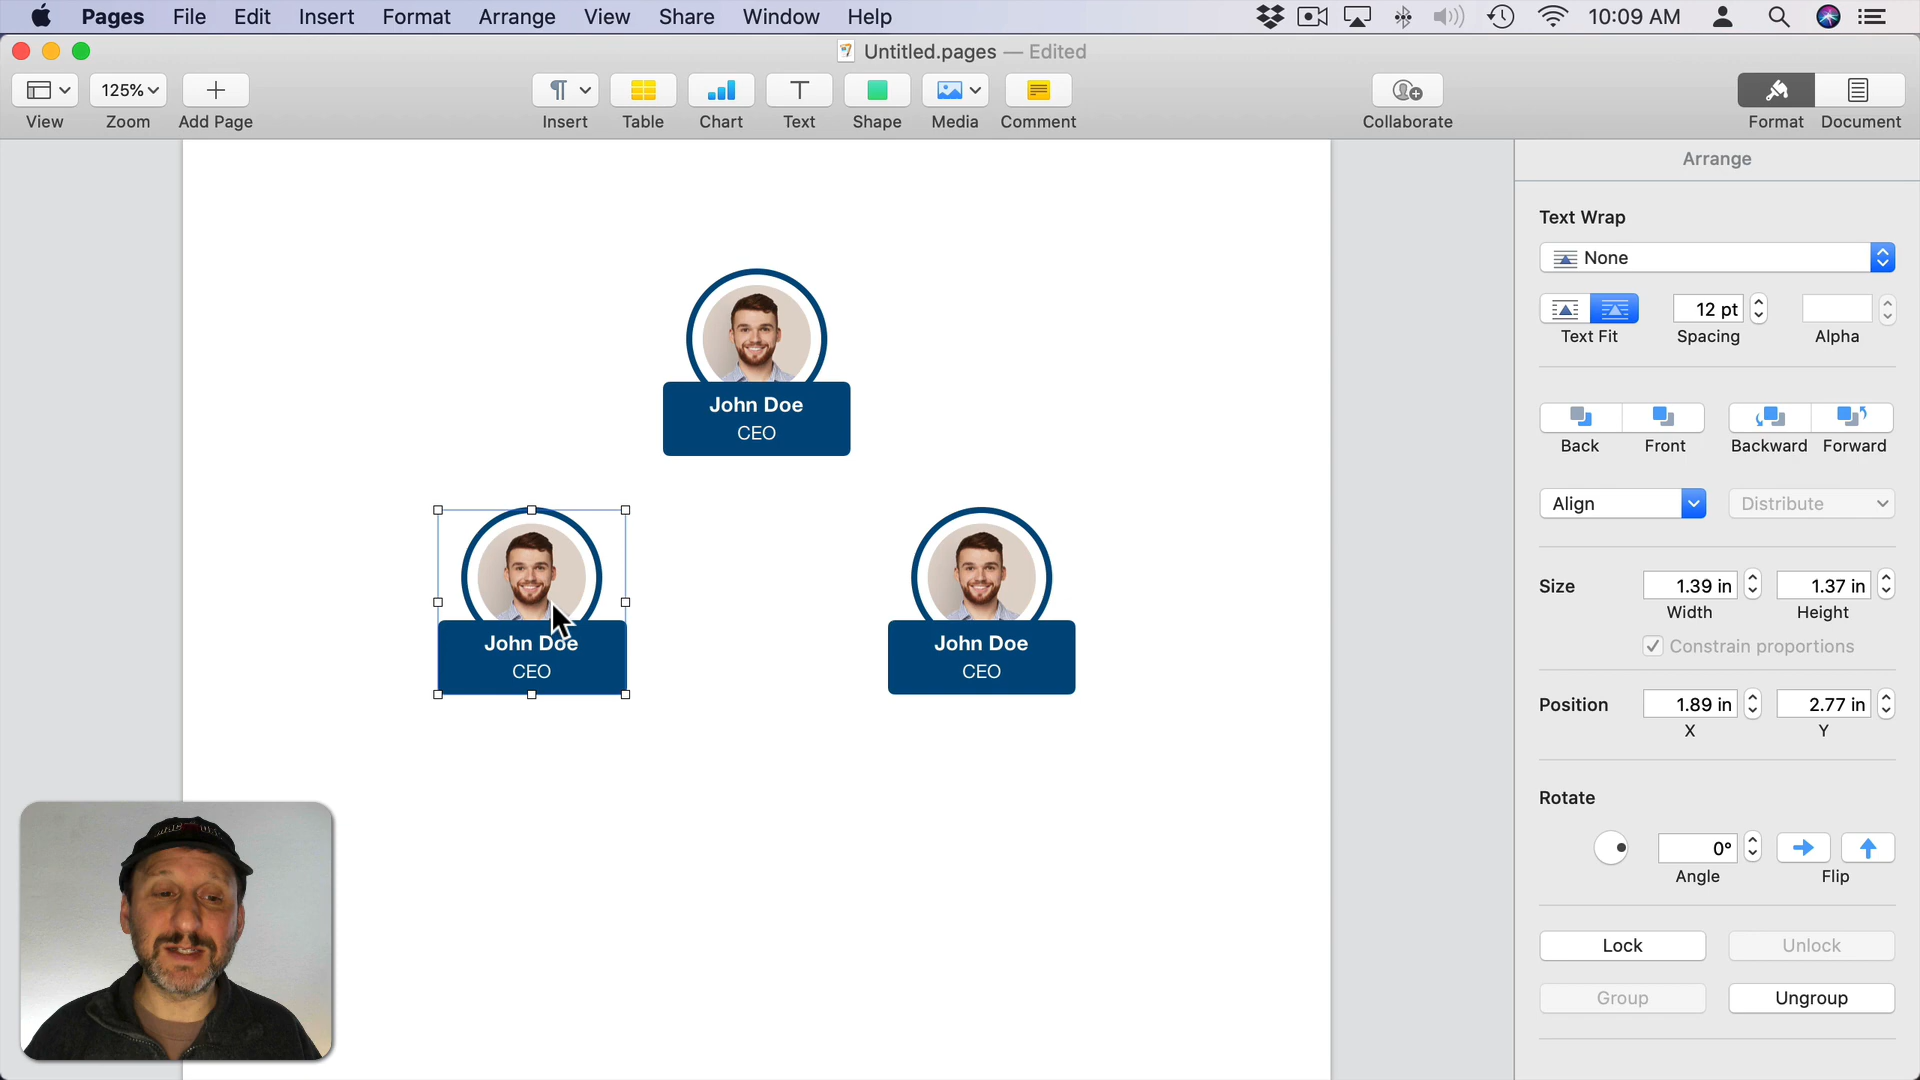 Pages File Edit Insert Format Arrange View Share Window Help 10:09 AM
Untitled.pages — Edited
125%
View Zoom Add Page Insert Table Chart Text Shape Media Comment Collaborate Format Document
Arrange
Text Wrap
None
12 pt
Text Fit Spacing Alpha
John Doe
CEO
Back Front Backward Forward
Align Distribute
Size 1.39 in 1.37 in
Width Height
Constrain proportions
John Doe John Doe
CEO CEO
Position 1.89 in 2.77 in
X Y
Rotate
0°
Angle Flip
Lock Unlock
Group Ungroup